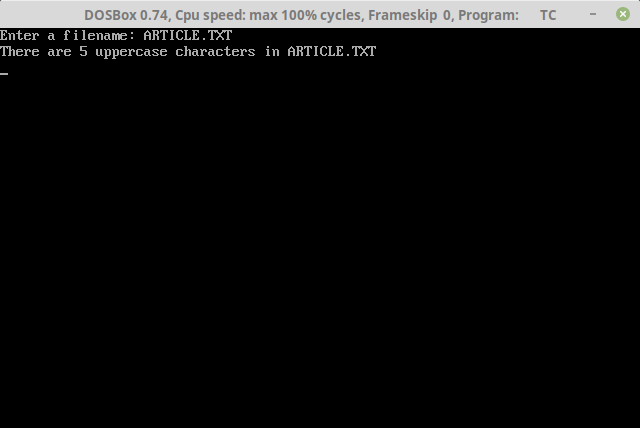 DOSBox 0.74, Cpu speed: max 100% cycles, Frameskip 0, Program: TC
Enter a filename: ARTICLE.TXT
There are 5 uppercase characters in ARTICLE.TXT